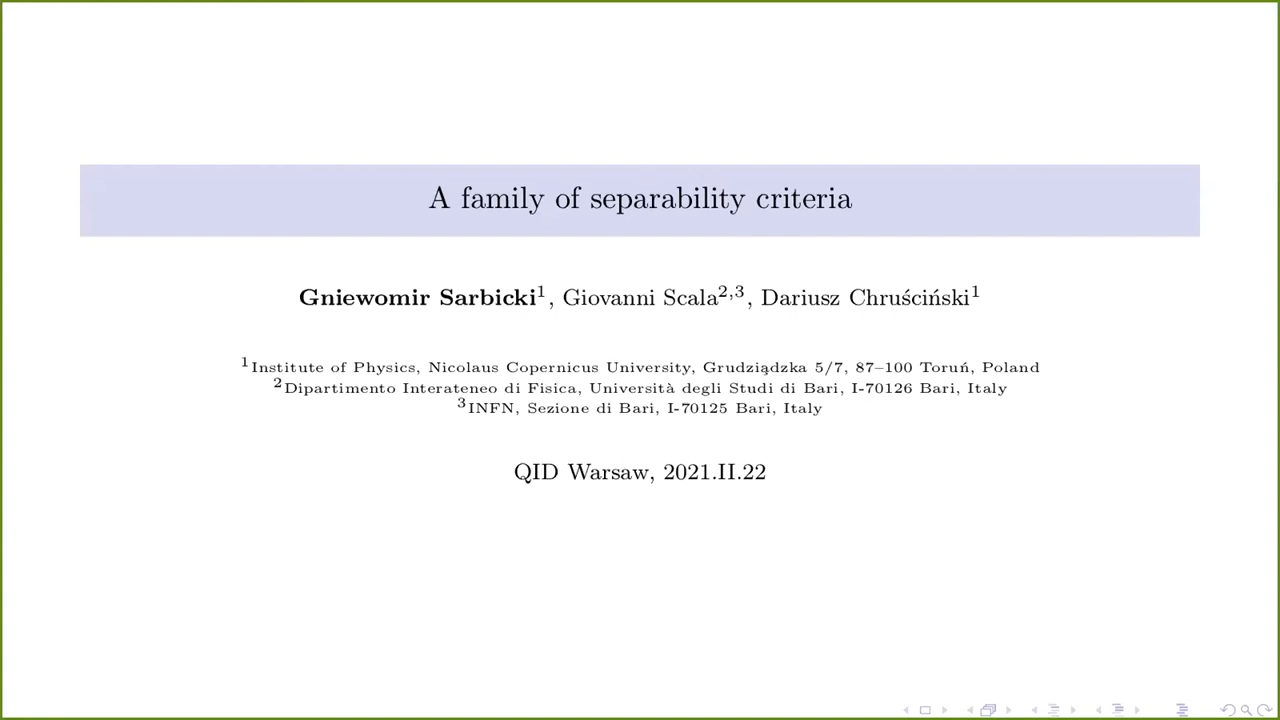 A family of separability criteria
Gniewomir Sarbicki¹, Giovanni Scala²,³, Dariusz Chruściński¹
¹Institute of Physics, Nicolaus Copernicus University, Grudziądzka 5/7, 87–100 Toruń, Poland
²Dipartimento Interateneo di Fisica, Università degli Studi di Bari, I-70126 Bari, Italy
³INFN, Sezione di Bari, I-70125 Bari, Italy
QID Warsaw, 2021.II.22